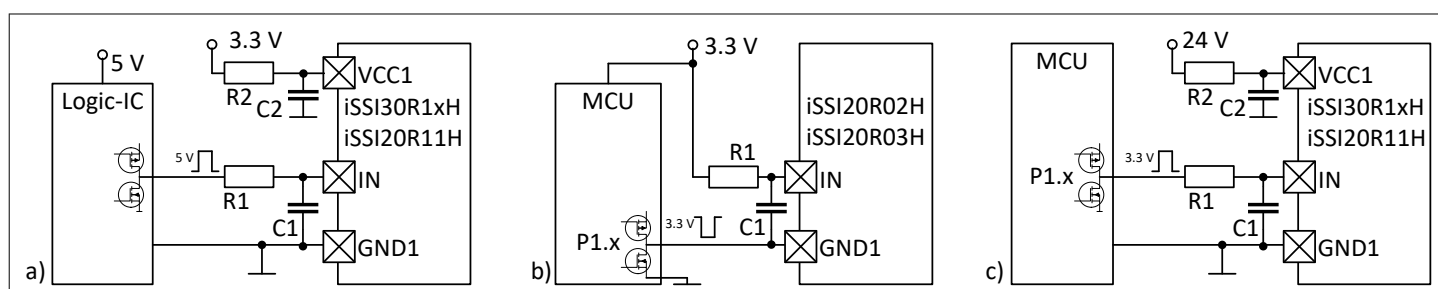 5 V
Logic-IC
3.3 V
R2
C2
VCC1
iSSI30R1xH
iSSI20R11H
5 V
R1
IN
C1
GND1
a)
3.3 V
MCU
iSSI20R02H
iSSI20R03H
R1
IN
C1
P1.x
3.3 V
GND1
b)
MCU
24 V
R2
C2
VCC1
iSSI30R1xH
iSSI20R11H
P1.x
3.3 V
R1
IN
C1
GND1
c)